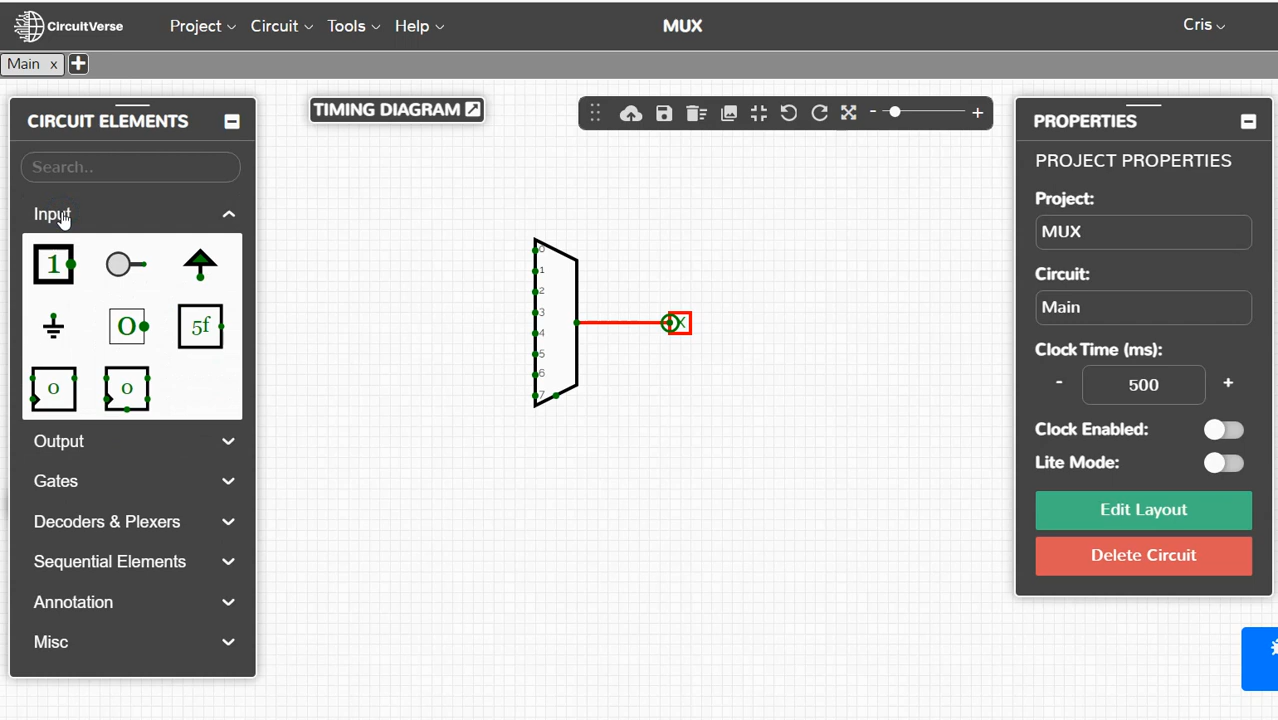 CircuitVerse
Project
Circuit
Tools
Help
MUX
Cris
Main x
TIMING DIAGRAM
- +
CIRCUIT ELEMENTS
Search..
Input
1
O
5f
0
0
Output
Gates
Decoders & Plexers
Sequential Elements
Annotation
Misc
0
1
2
3
4
5
6
7
X
PROPERTIES
PROJECT PROPERTIES
Project:
MUX
Circuit:
Main
Clock Time (ms):
- 500 +
Clock Enabled:
Lite Mode:
Edit Layout
Delete Circuit